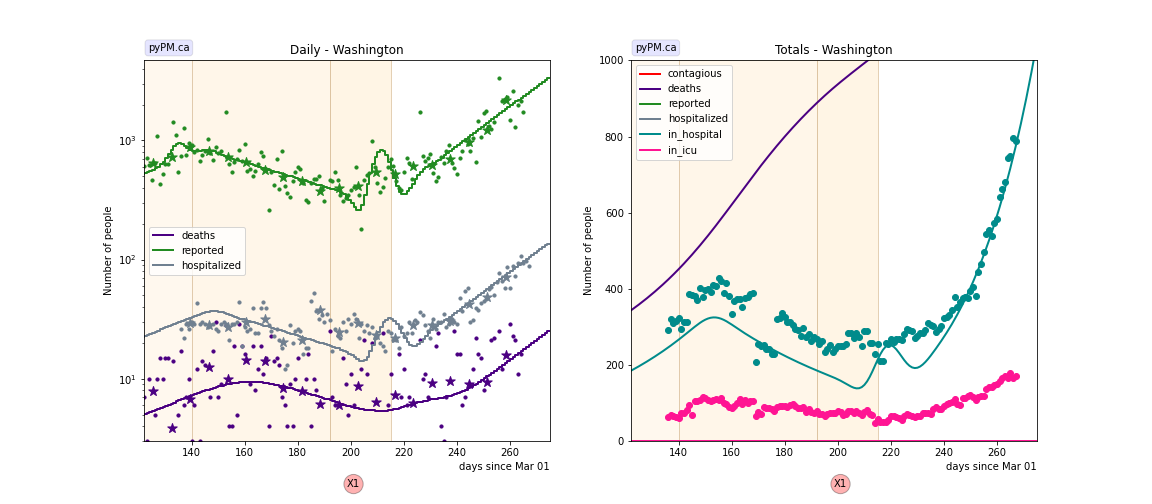 pyPM.ca
Daily - Washington
Number of people
10³
10²
10¹
deaths
reported
hospitalized
140 160 180 200 220 240 260
days since Mar 01
X1
pyPM.ca
Totals - Washington
Number of people
1000
800
600
400
200
0
contagious
deaths
reported
hospitalized
in_hospital
in_icu
140 160 180 200 220 240 260
days since Mar 01
X1